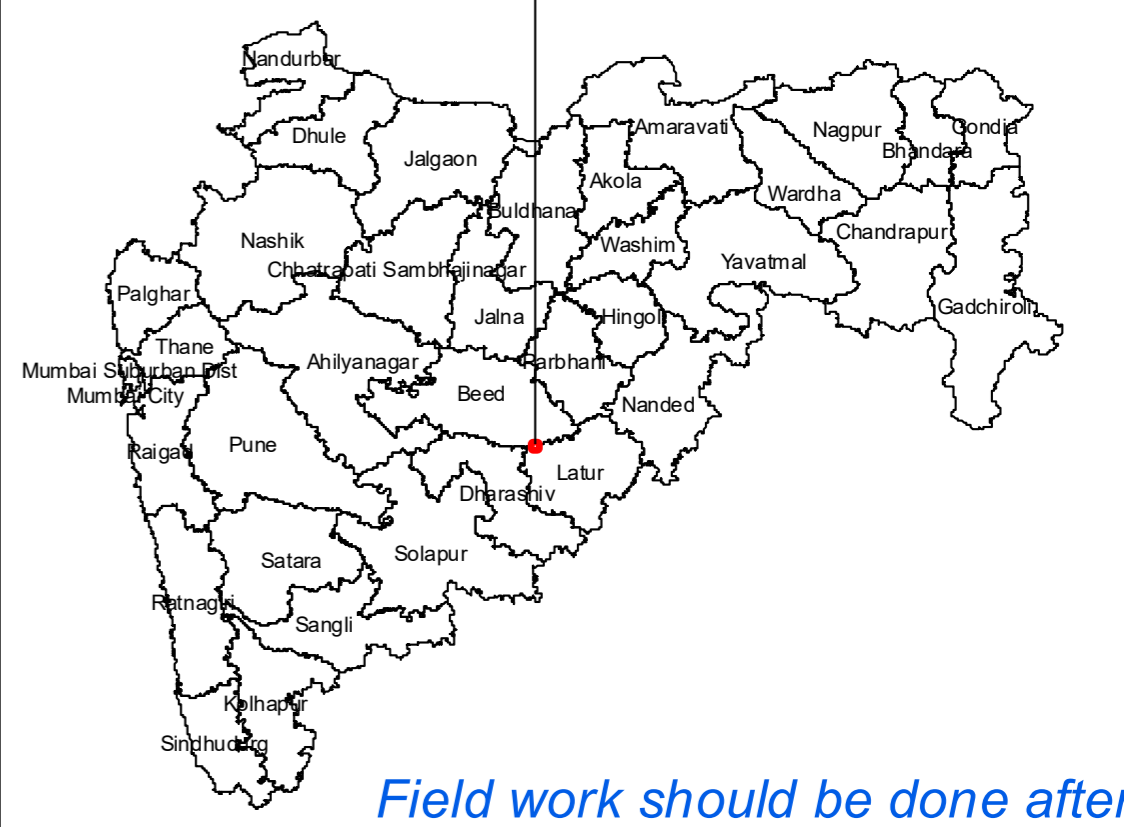 Nandurbar
Amaravati
Nagpur
Gondia
Dhule
Bhandara
Jalgaon
Akola
Wardha
Buldhana
Chandrapur
Nashik
Washim
Chhatrapati Sambhajinagar
Yavatmal
Palghar
Gadchiroli
Jalna
Hingoli
Thane
Ahilyanagar
Parbhani
Mumbai Suburban Dist
Beed
Mumbai City
Nanded
Pune
Raigad
Latur
Dharashiv
Solapur
Satara
Ratnagiri
Sangli
Kolhapur
Sindhudurg
Field work should be done after